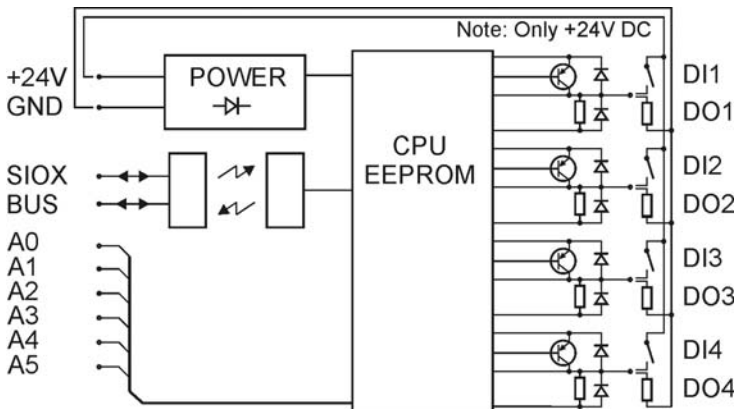 Note: Only +24V DC
+24V
GND
POWER
SIOX
BUS
A0
A1
A2
A3
A4
A5
CPU
EEPROM
DI1
DO1
DI2
DO2
DI3
DO3
DI4
DO4